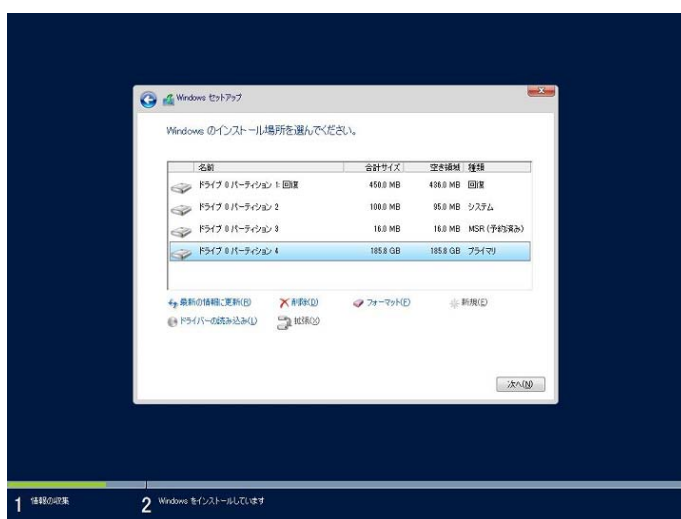 Windows セットアップ
Windows のインストール場所を選んでください。
名前 合計サイズ 空き領域 種類
ドライブ 0 パーティション 1: 回復 450.0 MB 436.0 MB 回復
ドライブ 0 パーティション 2 100.0 MB 95.0 MB システム
ドライブ 0 パーティション 3 16.0 MB 16.0 MB MSR (予約済み)
ドライブ 0 パーティション 4 185.8 GB 185.8 GB プライマリ
最新の情報に更新(R) 削除(D) フォーマット(F) 新規(E)
ドライバーの読み込み(L) 拡張(X)
次へ(N)
1 情報の収集 2 Windows をインストールしています